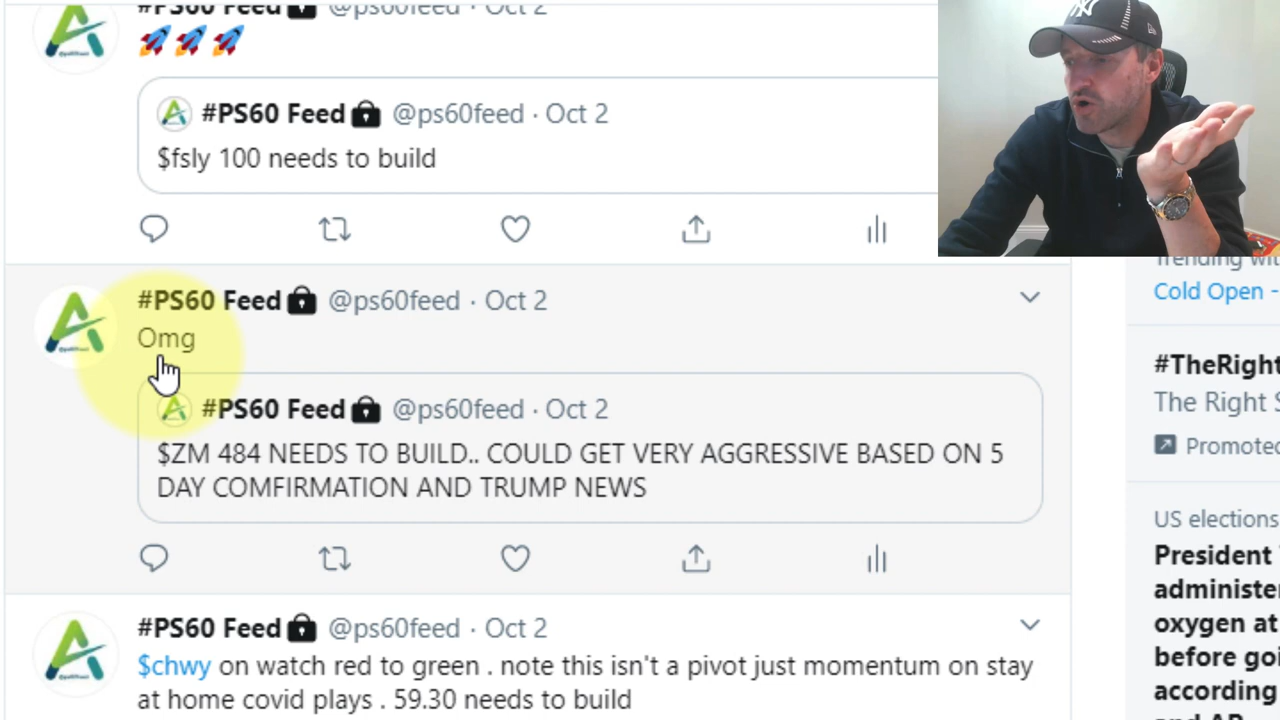 #PS60 Feed @ps60feed · Oct 2
#PS60 Feed @ps60feed · Oct 2
$fsly 100 needs to build
#PS60 Feed @ps60feed · Oct 2
Omg
#PS60 Feed @ps60feed · Oct 2
$ZM 484 NEEDS TO BUILD.. COULD GET VERY AGGRESSIVE BASED ON 5
DAY COMFIRMATION AND TRUMP NEWS
#PS60 Feed @ps60feed · Oct 2
$chwy on watch red to green . note this isn't a pivot just momentum on stay
at home covid plays . 59.30 needs to build
Trending wit
Cold Open -
#TheRight
The Right S
Promoted
US elections
President
administe
oxygen at
before goi
according